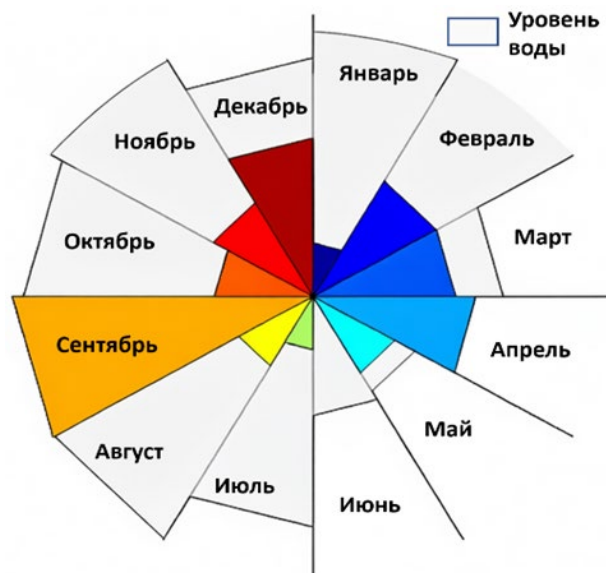 Уровень
воды
Январь
Февраль
Март
Апрель
Май
Июнь
Июль
Август
Сентябрь
Октябрь
Ноябрь
Декабрь